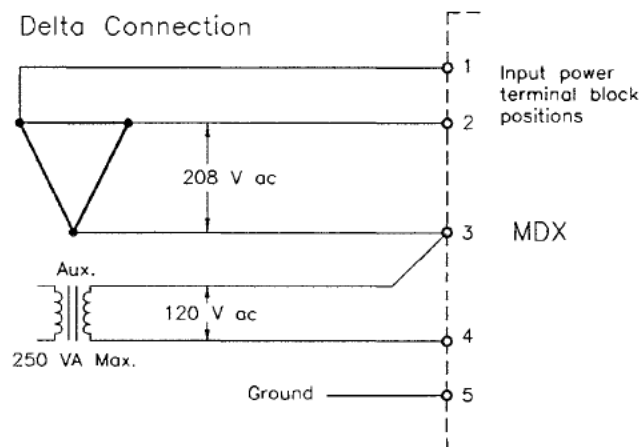 Delta Connection
1
Input power
terminal block
positions
2
208 V ac
3
MDX
Aux.
120 V ac
4
250 VA Max.
Ground
5